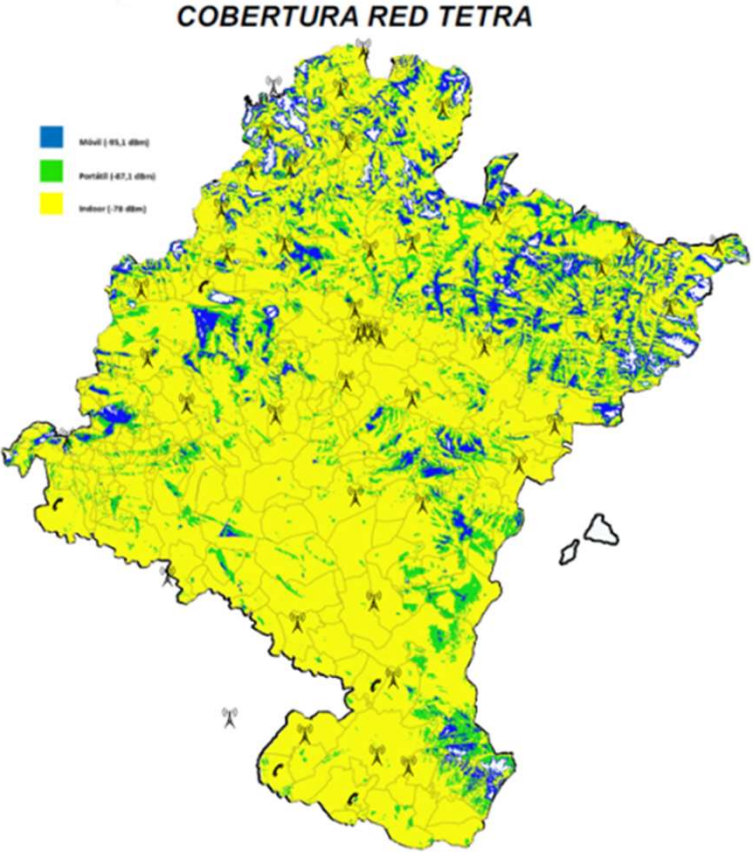 COBERTURA RED TETRA
Móvil (-95,1 dBm)
Portátil (-87,1 dBm)
Indoor (-78 dBm)